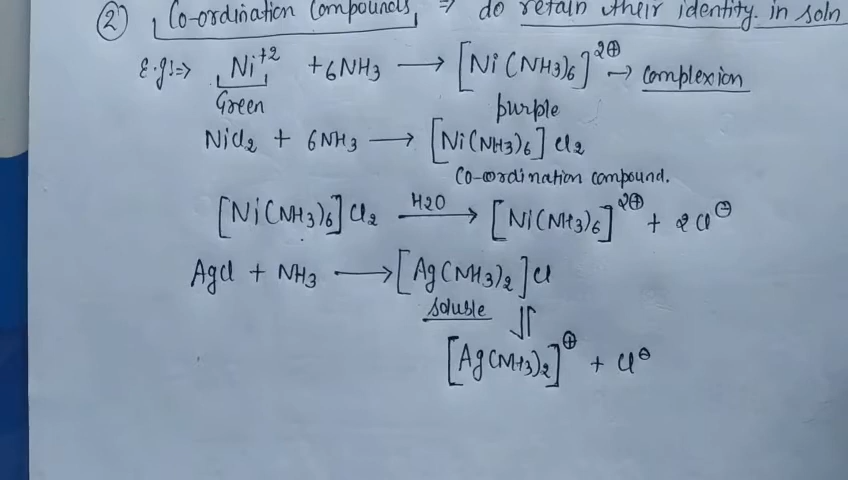 ② Co-ordination Compounds ⇒ do retain their identity. in soln
E.gs⇒ Ni⁺² + 6NH3 ⟶ [Ni(NH3)6]²⊕ → Complexion
Green purple
NiCl2 + 6NH3 ⟶ [Ni(NH3)6]Cl2
Co-ordination compound.
[Ni(NH3)6]Cl2 —H2O→ [Ni(NH3)6]²⊕ + 2Cl⊖
AgCl + NH3 ⟶ [Ag(NH3)2]Cl
soluble ⇌
[Ag(NH3)2]⊕ + Cl⊖